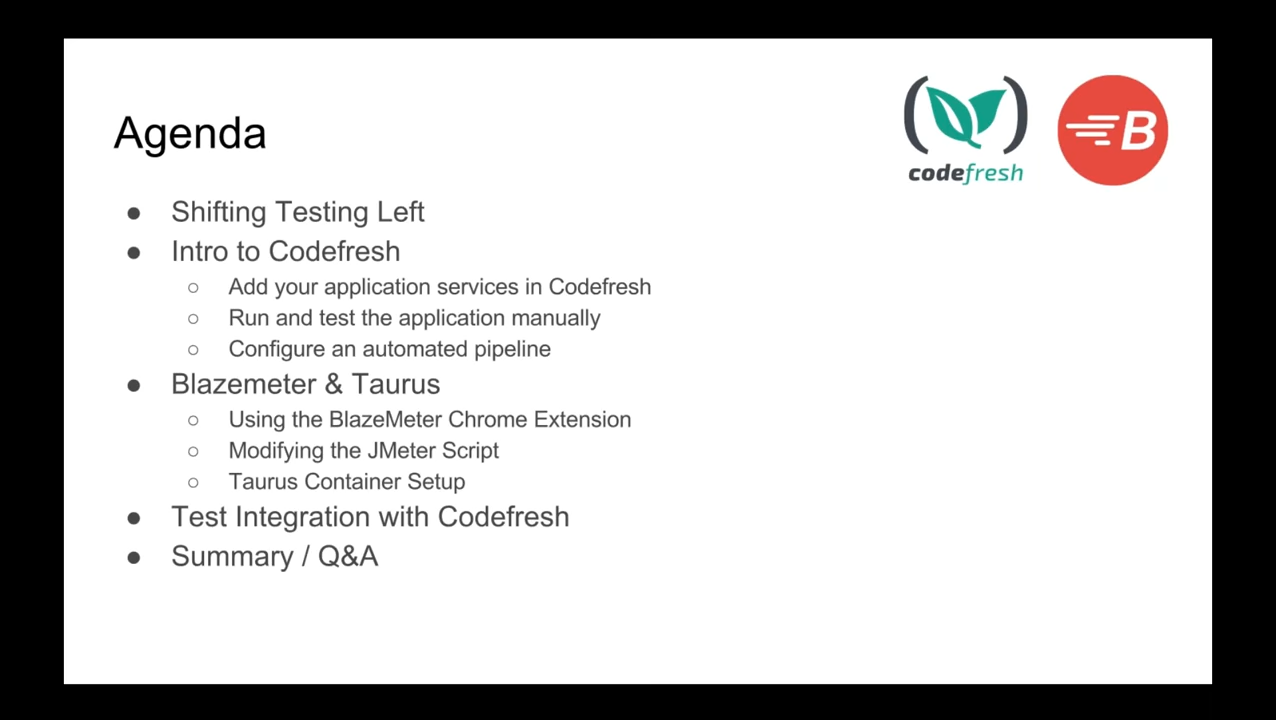 Agenda
codefresh
B
● Shifting Testing Left
● Intro to Codefresh
○ Add your application services in Codefresh
○ Run and test the application manually
○ Configure an automated pipeline
● Blazemeter & Taurus
○ Using the BlazeMeter Chrome Extension
○ Modifying the JMeter Script
○ Taurus Container Setup
● Test Integration with Codefresh
● Summary / Q&A